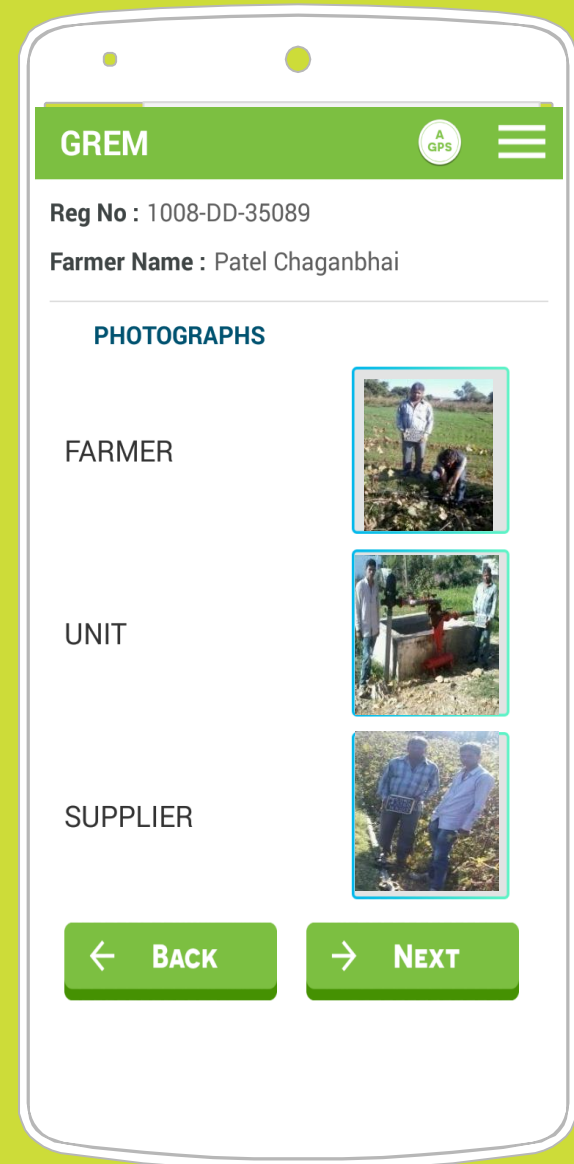 GREM
A
GPS
Reg No : 1008-DD-35089
Farmer Name : Patel Chaganbhai
PHOTOGRAPHS
FARMER
UNIT
SUPPLIER
BACK
NEXT